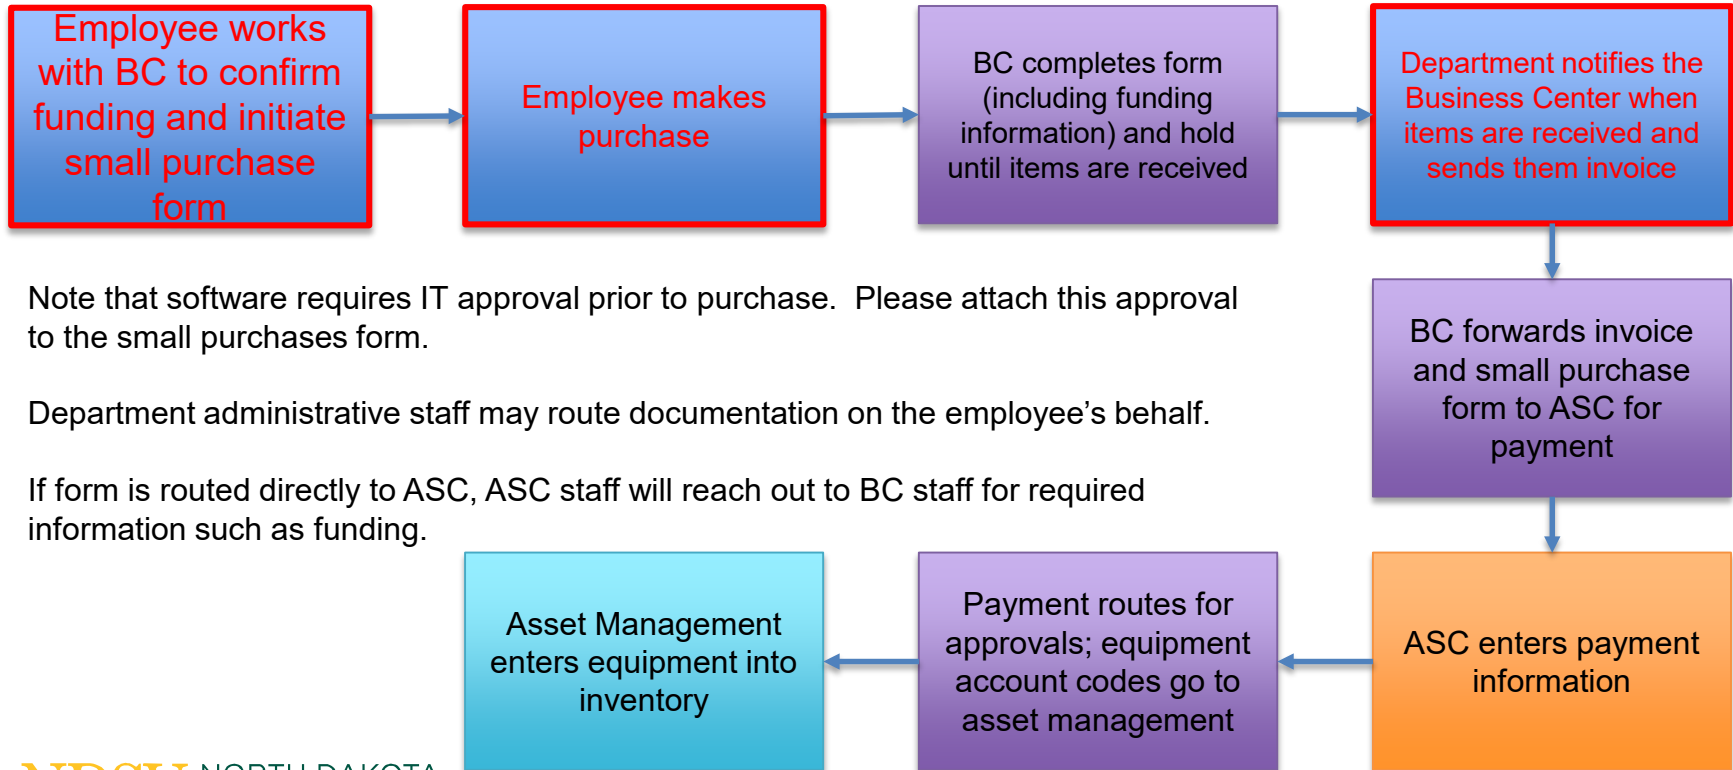 Employee works
with BC to confirm
funding and initiate
small purchase
form
Employee makes
purchase
BC completes form
(including funding
information) and hold
until items are received
Department notifies the
Business Center when
items are received and
sends them invoice
Note that software requires IT approval prior to purchase.  Please attach this approval
to the small purchases form.
Department administrative staff may route documentation on the employee’s behalf.
If form is routed directly to ASC, ASC staff will reach out to BC staff for required
information such as funding.
BC forwards invoice
and small purchase
form to ASC for
payment
ASC enters payment
information
Payment routes for
approvals; equipment
account codes go to
asset management
Asset Management
enters equipment into
inventory
NDSU NORTH DAKOTA